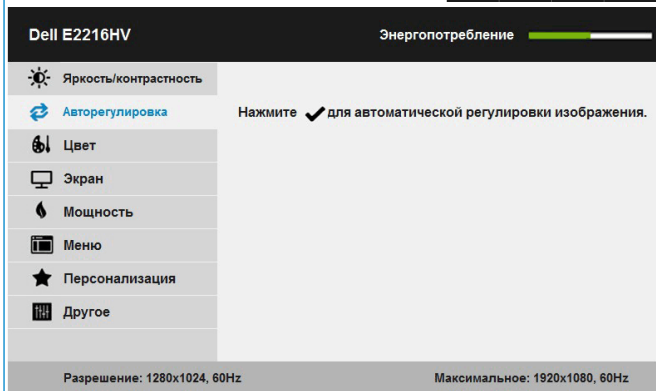 Dell E2216HV
Энергопотребление
Яркость/контрастность
Авторегулировка
Нажмите для автоматической регулировки изображения.
Цвет
Экран
Мощность
Меню
Персонализация
Другое
Разрешение: 1280x1024, 60Hz
Максимальное: 1920x1080, 60Hz